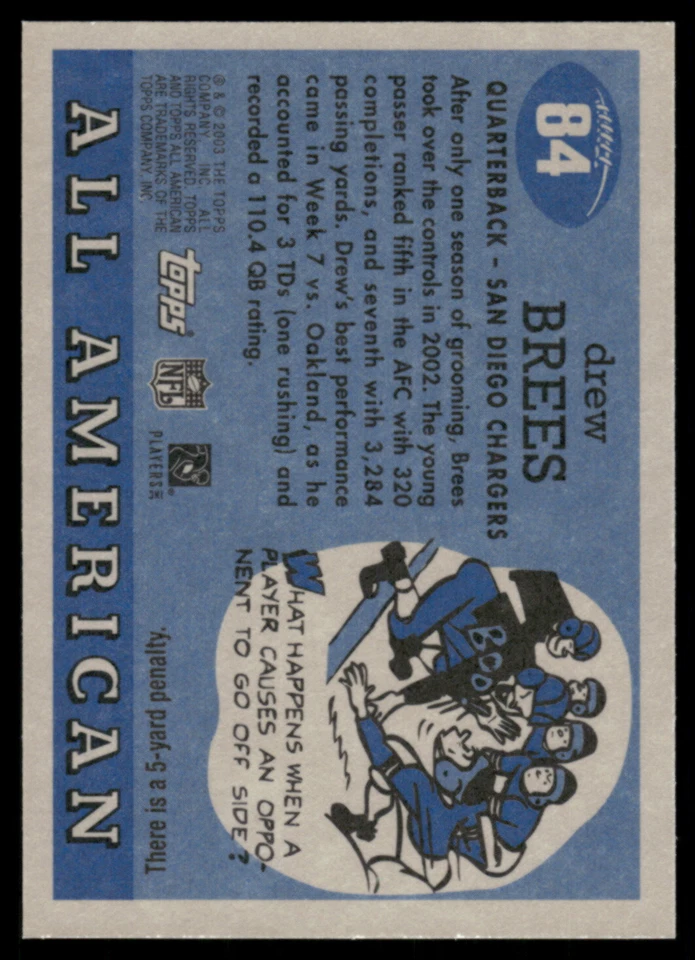 84
drew
BREES
QUARTERBACK – SAN DIEGO CHARGERS
After only one season of grooming, Brees
took over the controls in 2002. The young
passer ranked fifth in the AFC with 320
completions, and seventh with 3,284
passing yards. Drew's best performance
came in Week 7 vs. Oakland, as he
accounted for 3 TDs (one rushing) and
recorded a 110.4 QB rating.
® & © 2003 THE TOPPS
COMPANY, INC. ALL
RIGHTS RESERVED. TOPPS
AND TOPPS ALL AMERICAN
ARE TRADEMARKS OF THE
TOPPS COMPANY, INC.
topps®
NFL
PLAYERS INC
BOO
WHAT HAPPENS WHEN A
PLAYER CAUSES AN OPPO-
NENT TO GO OFF SIDE?
There is a 5-yard penalty.
ALL AMERICAN